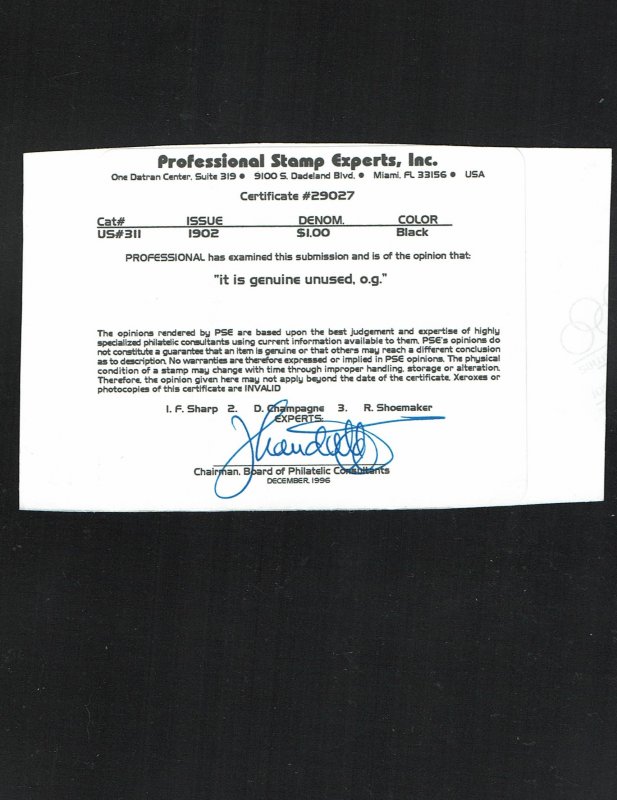 Professional Stamp Experts, Inc.
One Datran Center, Suite 319 • 9100 S. Dadeland Blvd. • Miami, FL 33156 • USA
Certificate #29027
Cat# ISSUE DENOM. COLOR
US#311 1902 $1.00 Black
PROFESSIONAL has examined this submission and is of the opinion that:
"it is genuine unused, o.g."
The opinions rendered by PSE are based upon the best judgement and expertise of highly
specialized philatelic consultants using current information available to them. PSE's opinions do
not constitute a guarantee that an item is genuine or that others may reach a different conclusion
as to description. No warranties are therefore expressed or implied in PSE opinions. The physical
condition of a stamp may change with time through improper handling, storage or alteration.
Therefore, the opinion given here may not apply beyond the date of the certificate. Xeroxes or
photocopies of this certificate are INVALID
1. F. Sharp 2. D. Champagne 3. R. Shoemaker
EXPERTS:
Chairman, Board of Philatelic Consultants
DECEMBER, 1996